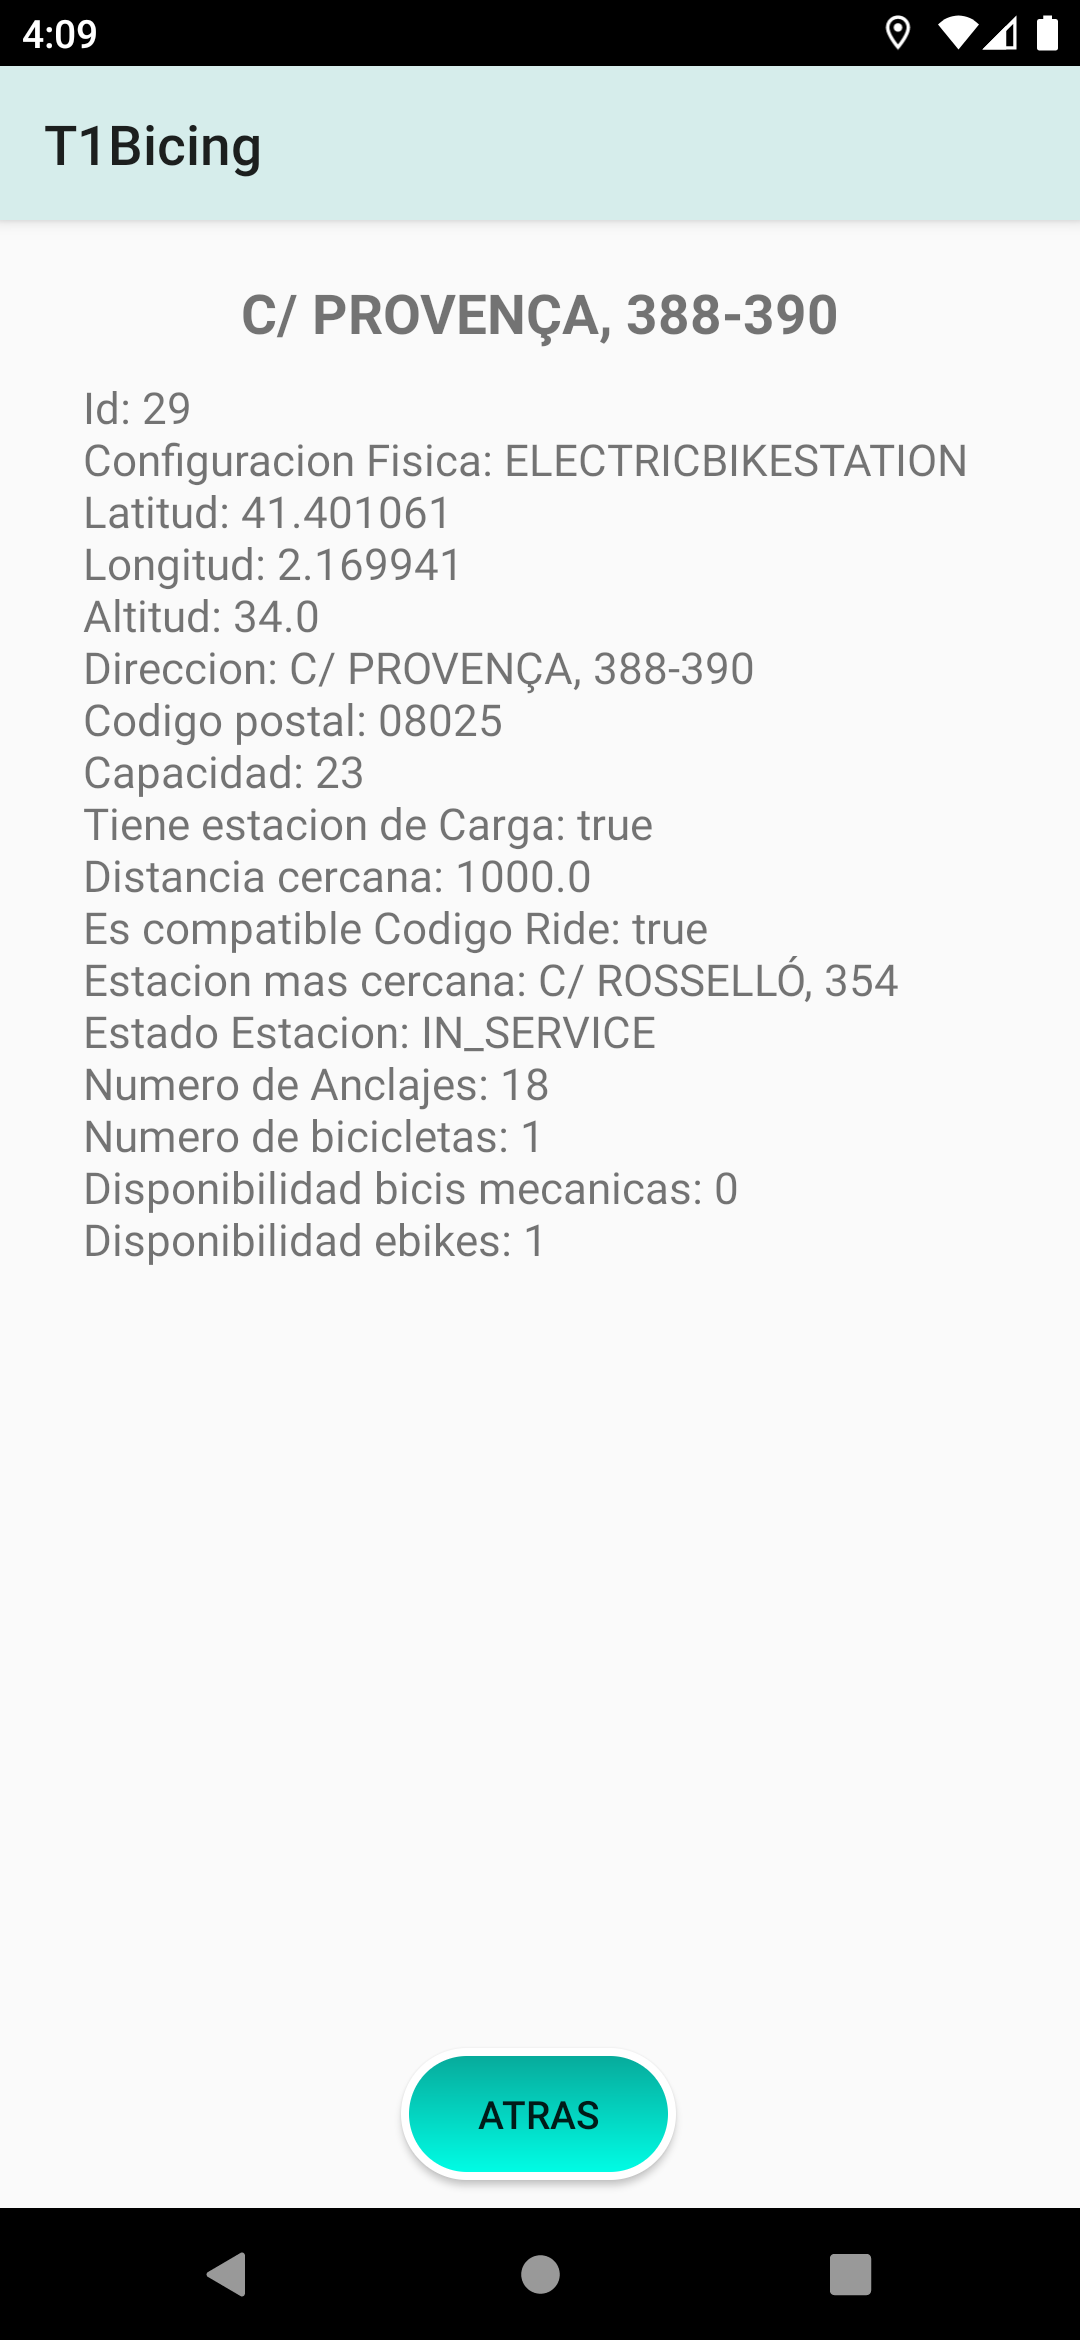 4:09
T1Bicing
C/ PROVENÇA, 388-390
Id: 29
Configuracion Fisica: ELECTRICBIKESTATION
Latitud: 41.401061
Longitud: 2.169941
Altitud: 34.0
Direccion: C/ PROVENÇA, 388-390
Codigo postal: 08025
Capacidad: 23
Tiene estacion de Carga: true
Distancia cercana: 1000.0
Es compatible Codigo Ride: true
Estacion mas cercana: C/ ROSSELLÓ, 354
Estado Estacion: IN_SERVICE
Numero de Anclajes: 18
Numero de bicicletas: 1
Disponibilidad bicis mecanicas: 0
Disponibilidad ebikes: 1
ATRAS